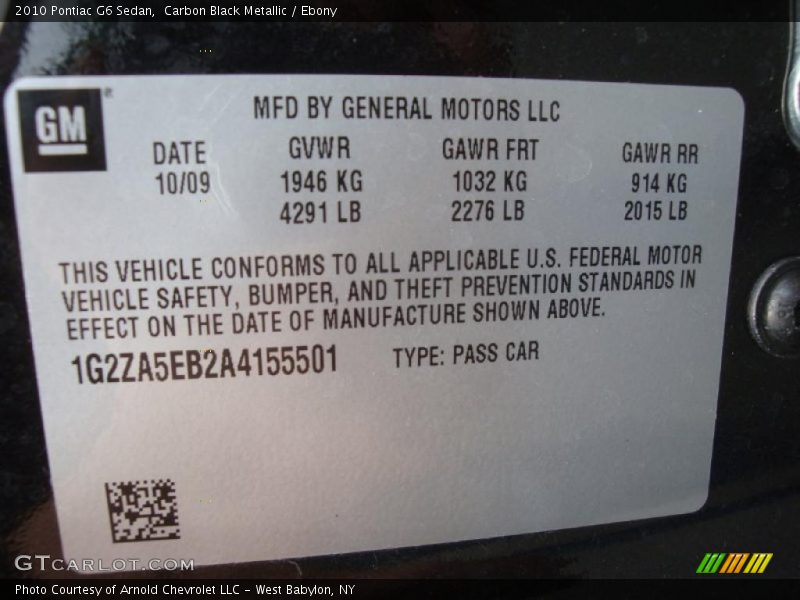 2010 Pontiac G6 Sedan, Carbon Black Metallic / Ebony
GM
MFD BY GENERAL MOTORS LLC
DATE GVWR GAWR FRT GAWR RR
10/09 1946 KG 1032 KG 914 KG
4291 LB 2276 LB 2015 LB
THIS VEHICLE CONFORMS TO ALL APPLICABLE U.S. FEDERAL MOTOR
VEHICLE SAFETY, BUMPER, AND THEFT PREVENTION STANDARDS IN
EFFECT ON THE DATE OF MANUFACTURE SHOWN ABOVE.
1G2ZA5EB2A4155501 TYPE: PASS CAR
GTCARLOT.COM
Photo Courtesy of Arnold Chevrolet LLC - West Babylon, NY